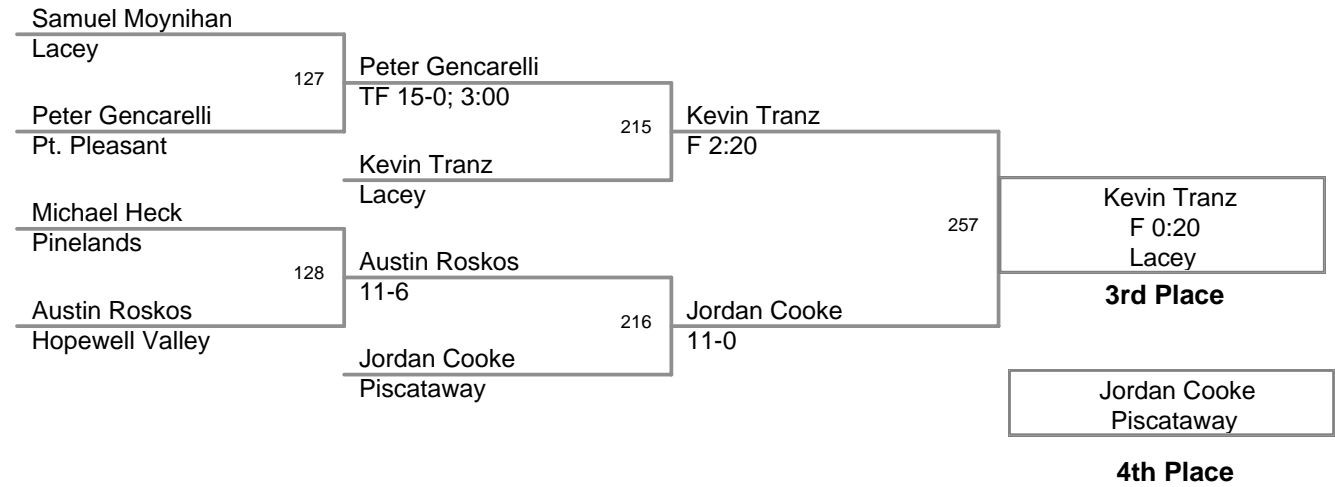 Samuel Moynihan
Lacey
127
Peter Gencarelli
Pt. Pleasant
Peter Gencarelli
TF 15-0; 3:00
215
Kevin Tranz
Lacey
Kevin Tranz
F 2:20
Michael Heck
Pinelands
128
Austin Roskos
Hopewell Valley
Austin Roskos
11-6
216
Jordan Cooke
Piscataway
Jordan Cooke
11-0
257
Kevin Tranz
F 0:20
Lacey
3rd Place
Jordan Cooke
Piscataway
4th Place